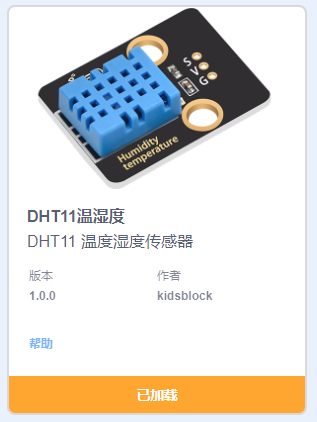 S
V
G
Humidity
temperature
DHT11温湿度
DHT11 温度湿度传感器
版本 作者
1.0.0 kidsblock
帮助
已加载